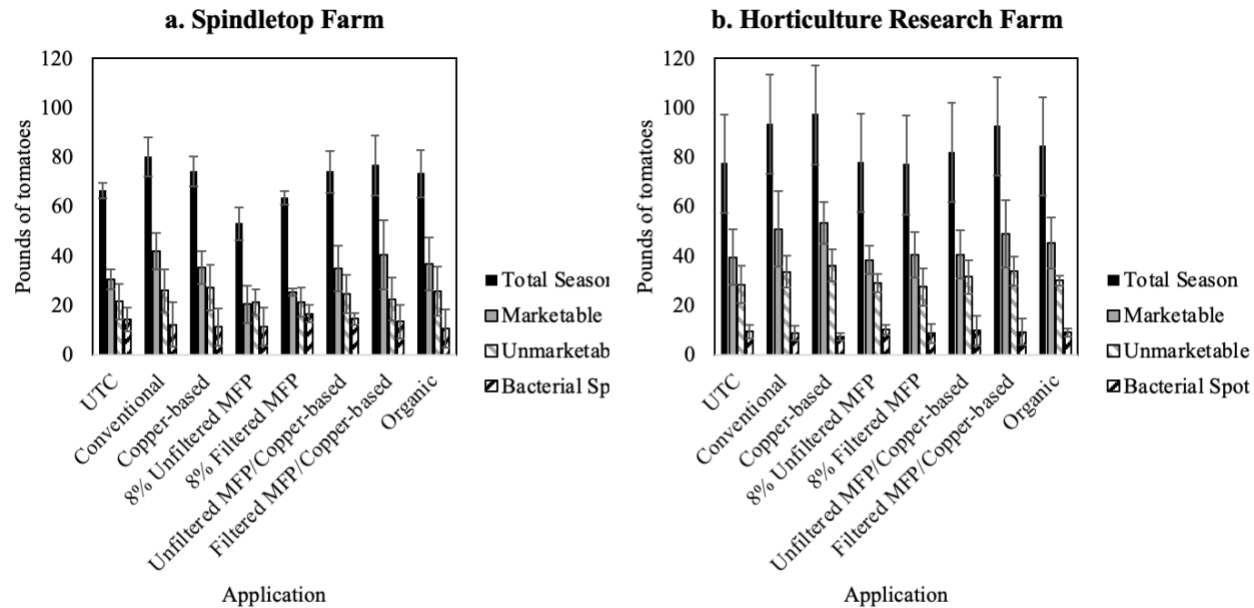 a. Spindletop Farm
120
100
80
60
40
20
0
Pounds of tomatoes
UTC
Conventional
Copper-based
8% Unfiltered MFP
8% Filtered MFP
Unfiltered MFP/Copper-based
Filtered MFP/Copper-based
Organic
Application
Total Season
Marketable
Unmarketab
Bacterial Sp
b. Horticulture Research Farm
120
100
80
60
40
20
0
Pounds of tomatoes
UTC
Conventional
Copper-based
8% Unfiltered MFP
8% Filtered MFP
Unfiltered MFP/Copper-based
Filtered MFP/Copper-based
Organic
Application
Total Season
Marketable
Unmarketable
Bacterial Spot